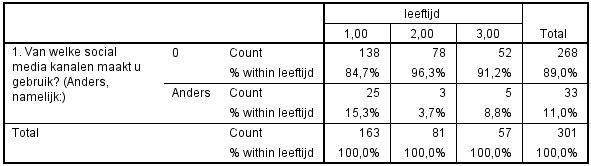 leeftijd
1,00 2,00 3,00 Total
1. Van welke social 0 Count 138 78 52 268
media kanalen maakt u % within leeftijd 84,7% 96,3% 91,2% 89,0%
gebruik? (Anders, Anders Count 25 3 5 33
namelijk:) % within leeftijd 15,3% 3,7% 8,8% 11,0%
Total Count 163 81 57 301
% within leeftijd 100,0% 100,0% 100,0% 100,0%